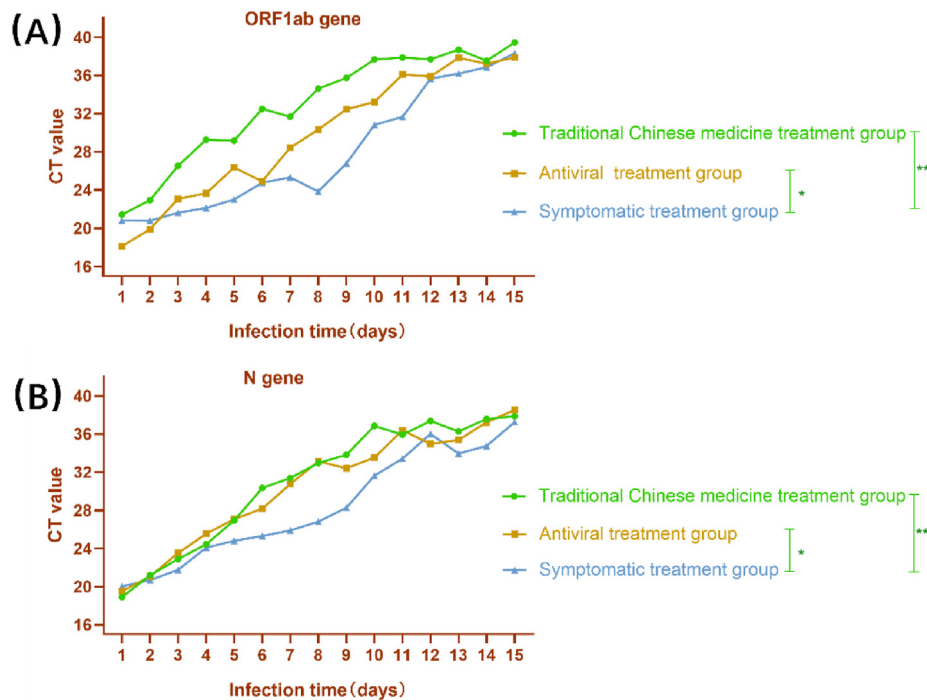 (A)
ORF1ab gene
CT value
40
36
32
28
24
20
16
1 2 3 4 5 6 7 8 9 10 11 12 13 14 15
Infection time(days)
Traditional Chinese medicine treatment group
Antiviral treatment group
Symptomatic treatment group
*
**
(B)
N gene
CT value
40
36
32
28
24
20
16
1 2 3 4 5 6 7 8 9 10 11 12 13 14 15
Infection time(days)
Traditional Chinese medicine treatment group
Antiviral treatment group
Symptomatic treatment group
*
**